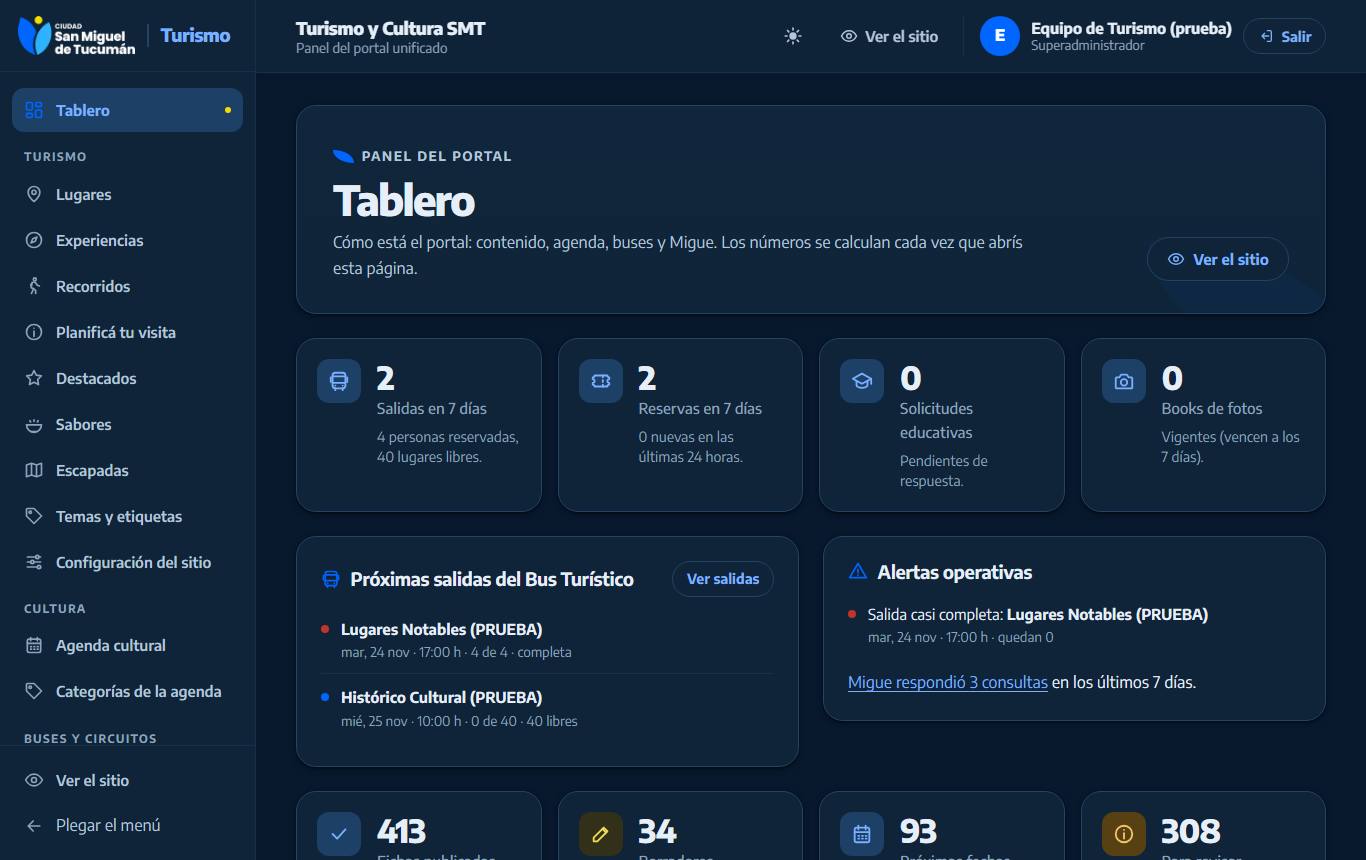 CIUDAD
San Miguel
de Tucumán
Turismo
Turismo y Cultura SMT
Panel del portal unificado
Ver el sitio
E
Equipo de Turismo (prueba)
Superadministrador
Salir
Tablero
TURISMO
Lugares
Experiencias
Recorridos
Planificá tu visita
Destacados
Sabores
Escapadas
Temas y etiquetas
Configuración del sitio
CULTURA
Agenda cultural
Categorías de la agenda
BUSES Y CIRCUITOS
Ver el sitio
Plegar el menú
PANEL DEL PORTAL
Tablero
Cómo está el portal: contenido, agenda, buses y Migue. Los números se calculan cada vez que abrís
esta página.
Ver el sitio
2
Salidas en 7 días
4 personas reservadas,
40 lugares libres.
2
Reservas en 7 días
0 nuevas en las
últimas 24 horas.
0
Solicitudes
educativas
Pendientes de
respuesta.
0
Books de fotos
Vigentes (vencen a los
7 días).
Próximas salidas del Bus Turístico
Ver salidas
Lugares Notables (PRUEBA)
mar, 24 nov · 17:00 h · 4 de 4 · completa
Histórico Cultural (PRUEBA)
mié, 25 nov · 10:00 h · 0 de 40 · 40 libres
Alertas operativas
Salida casi completa: Lugares Notables (PRUEBA)
mar, 24 nov · 17:00 h · quedan 0
Migue respondió 3 consultas en los últimos 7 días.
413
34
93
308